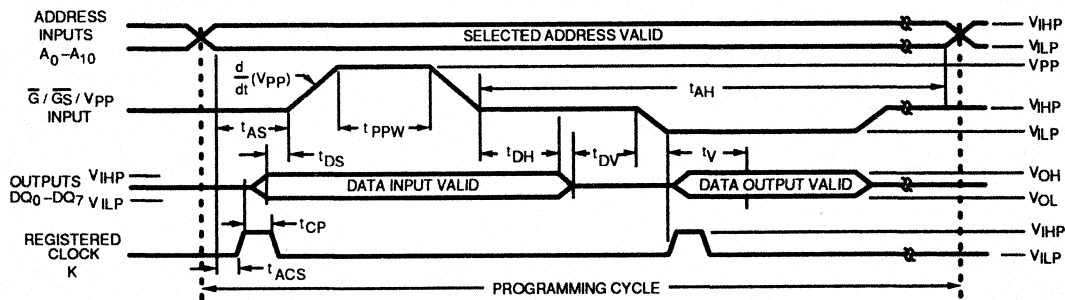 ADDRESS
INPUTS
A0–A10
SELECTED ADDRESS VALID
VIHP
VILP
d
dt
(VPP)
VPP
tAH
G / GS / VPP
INPUT
VIHP
VILP
tAS
tPPW
tDS
tDH
tDV
tV
OUTPUTS VIHP
DQ0–DQ7 VILP
DATA INPUT VALID
DATA OUTPUT VALID
VOH
VOL
tCP
REGISTERED
CLOCK
K
VIHP
VILP
tACS
PROGRAMMING CYCLE